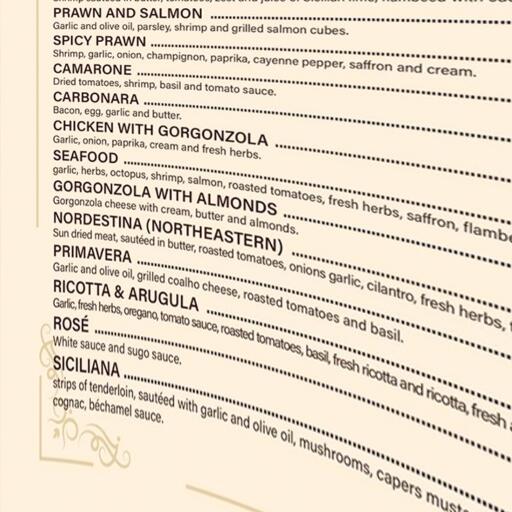 PRAWN AND SALMON
Garlic and olive oil, parsley, shrimp and grilled salmon cubes.
SPICY PRAWN
Shrimp, garlic, onion, champignon, paprika, cayenne pepper, saffron and cream.
CAMARONE
Dried tomatoes, shrimp, basil and tomato sauce.
CARBONARA
Bacon, egg, garlic and butter.
CHICKEN WITH GORGONZOLA
Garlic, onion, paprika, cream and fresh herbs.
SEAFOOD
garlic, herbs, octopus, shrimp, salmon, roasted tomatoes, fresh herbs, saffron, flambé
GORGONZOLA WITH ALMONDS
Gorgonzola cheese with cream, butter and almonds.
NORDESTINA (NORTHEASTERN)
Sun dried meat, sautéed in butter, roasted tomatoes, onions garlic, cilantro, fresh herbs,
PRIMAVERA
Garlic and olive oil, grilled coalho cheese, roasted tomatoes and basil.
RICOTTA & ARUGULA
Garlic, fresh herbs, oregano, tomato sauce, roasted tomatoes, basil, fresh ricotta and ricotta, fresh
ROSÉ
White sauce and sugo sauce.
SICILIANA
strips of tenderloin, sautéed with garlic and olive oil, mushrooms, capers
cognac, béchamel sauce.